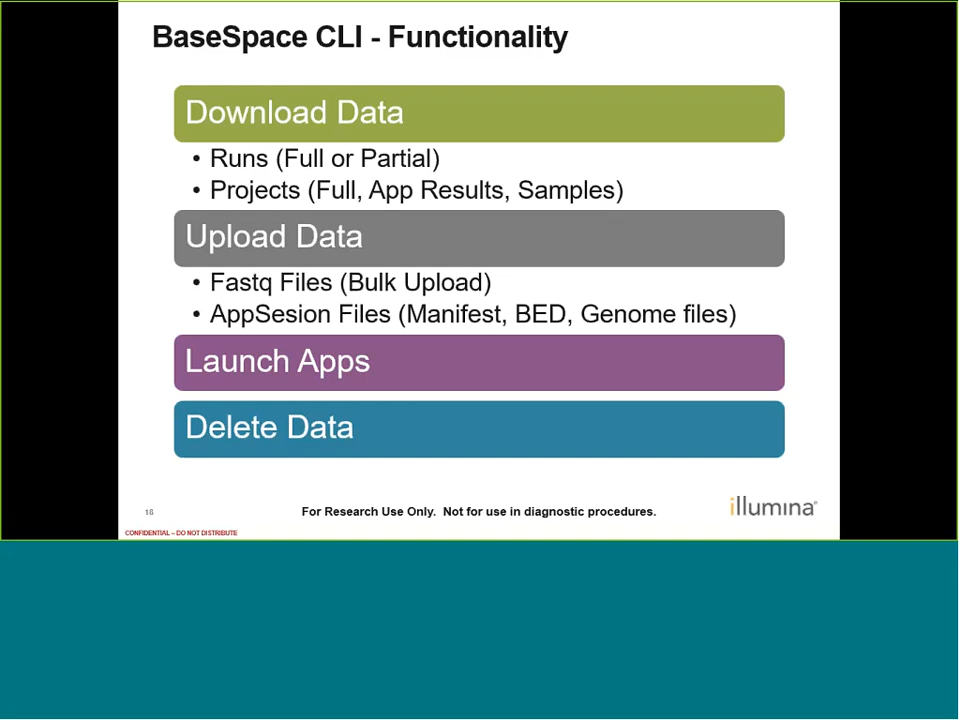 BaseSpace CLI - Functionality
Download Data
• Runs (Full or Partial)
• Projects (Full, App Results, Samples)
Upload Data
• Fastq Files (Bulk Upload)
• AppSesion Files (Manifest, BED, Genome files)
Launch Apps
Delete Data
16
For Research Use Only. Not for use in diagnostic procedures.
illumina®
CONFIDENTIAL – DO NOT DISTRIBUTE